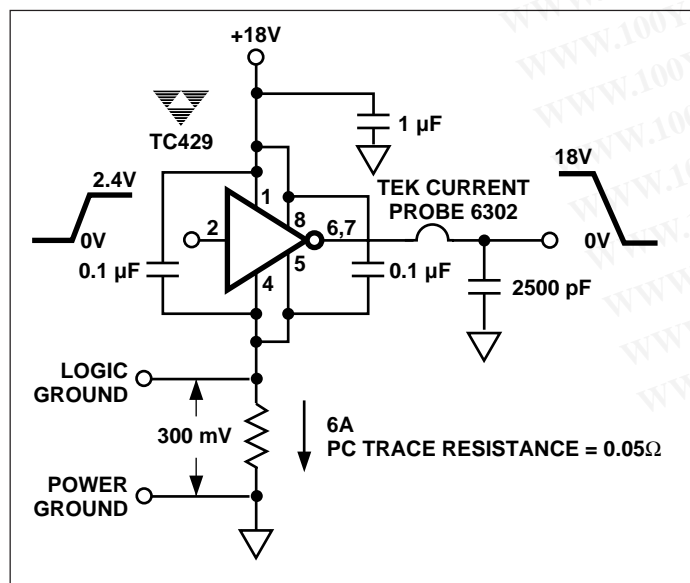 +18V
TC429
1 µF
2.4V
0V
18V
0V
TEK CURRENT
PROBE 6302
1
2
8
6,7
5
4
0.1 µF
0.1 µF
2500 pF
LOGIC
GROUND
300 mV
6A
PC TRACE RESISTANCE = 0.05Ω
POWER
GROUND